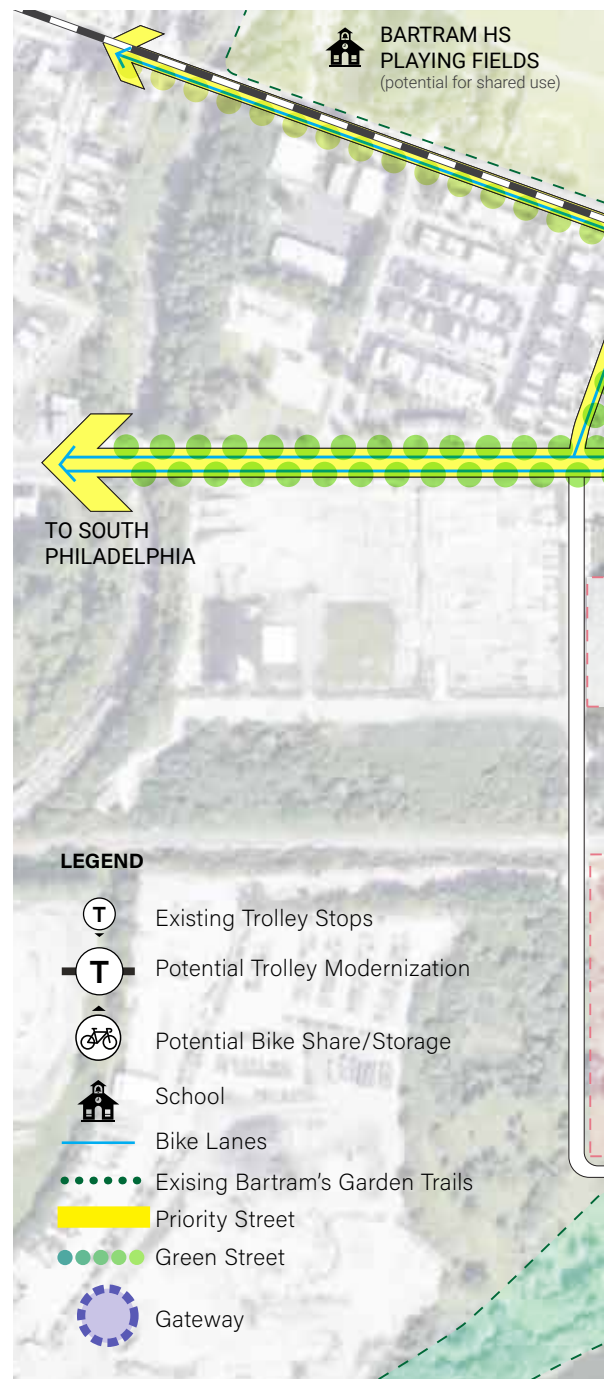 BARTRAM HS
PLAYING FIELDS
(potential for shared use)
TO SOUTH
PHILADELPHIA
LEGEND
T
Existing Trolley Stops
T
Potential Trolley Modernization
Potential Bike Share/Storage
School
Bike Lanes
Exising Bartram's Garden Trails
Priority Street
Green Street
Gateway